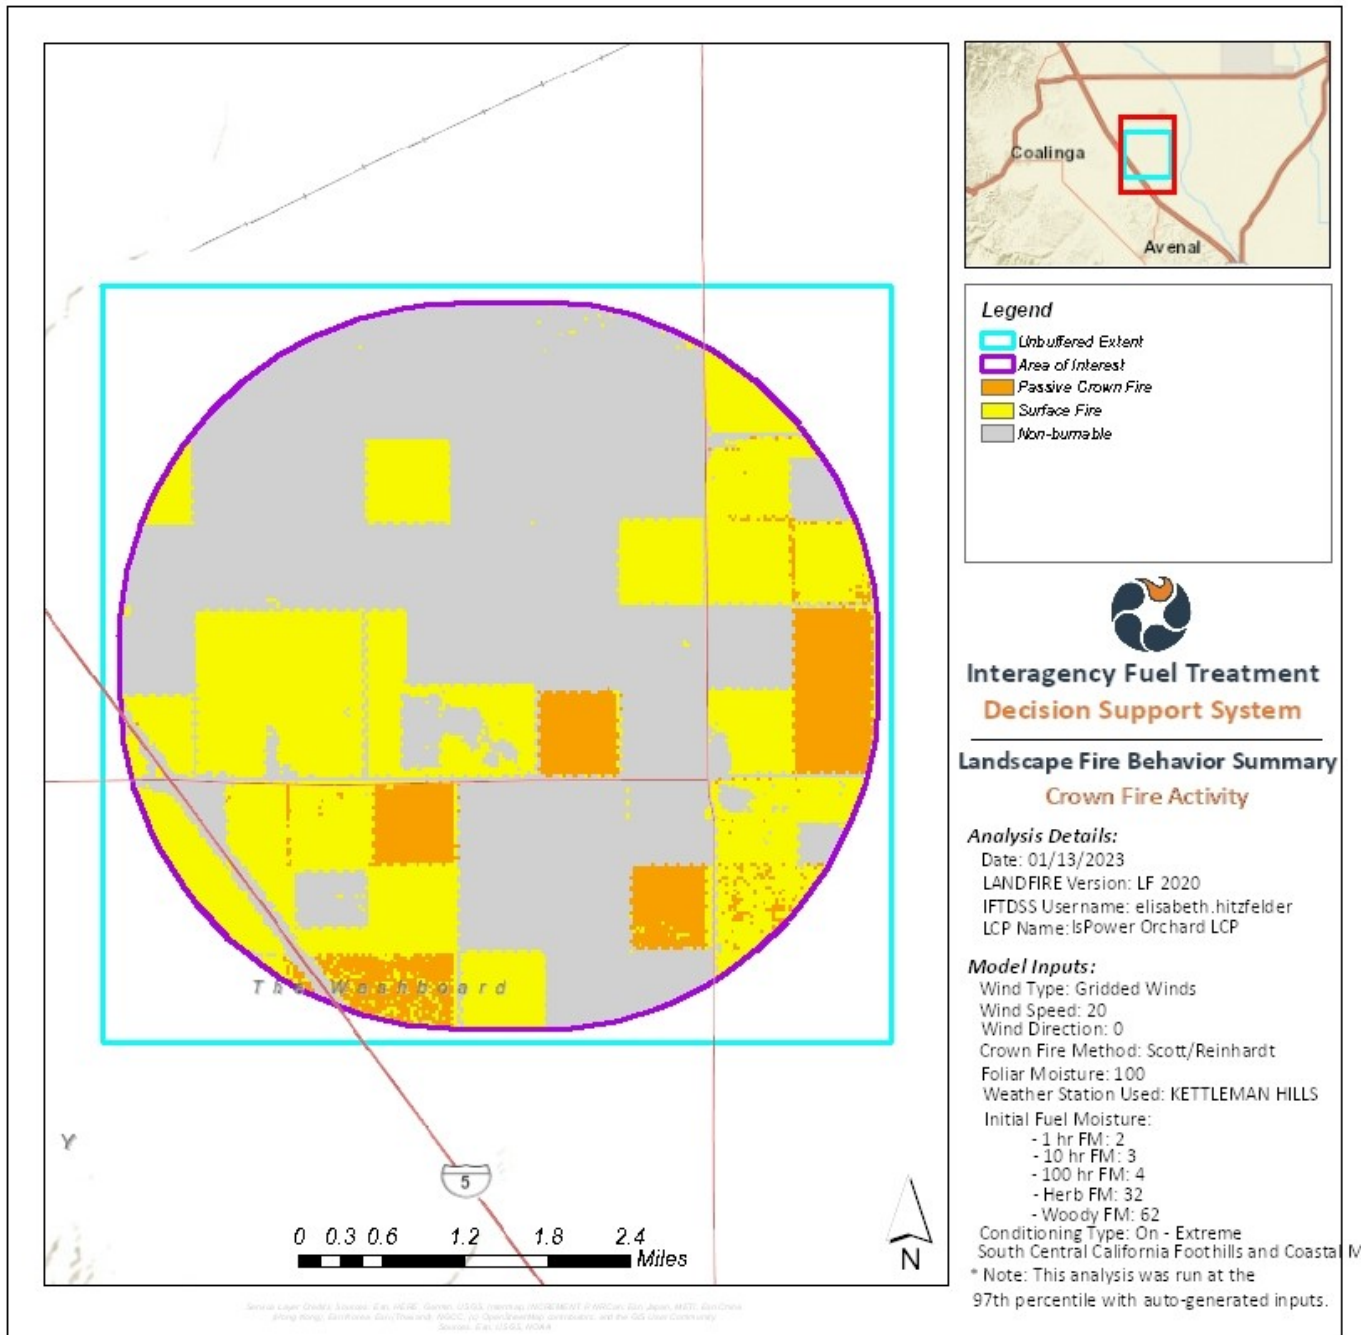 Coalinga
Avenal
Legend
Unbuffered Extent
Area of Interest
Passive Crown Fire
Surface Fire
Non-burnable
Interagency Fuel Treatment
Decision Support System
Landscape Fire Behavior Summary
Crown Fire Activity
Analysis Details:
Date: 01/13/2023
LANDFIRE Version: LF 2020
IFTDSS Username: elisabeth.hitzfelder
LCP Name: IsPower Orchard LCP
Model Inputs:
Wind Type: Gridded Winds
Wind Speed: 20
Wind Direction: 0
Crown Fire Method: Scott/Reinhardt
Foliar Moisture: 100
Weather Station Used: KETTLEMAN HILLS
Initial Fuel Moisture:
- 1 hr FM: 2
- 10 hr FM: 3
- 100 hr FM: 4
- Herb FM: 32
- Woody FM: 62
Conditioning Type: On - Extreme
South Central California Foothills and Coastal M
* Note: This analysis was run at the
97th percentile with auto-generated inputs.
The Washboard
Y
5
0 0.3 0.6 1.2 1.8 2.4
Miles
N